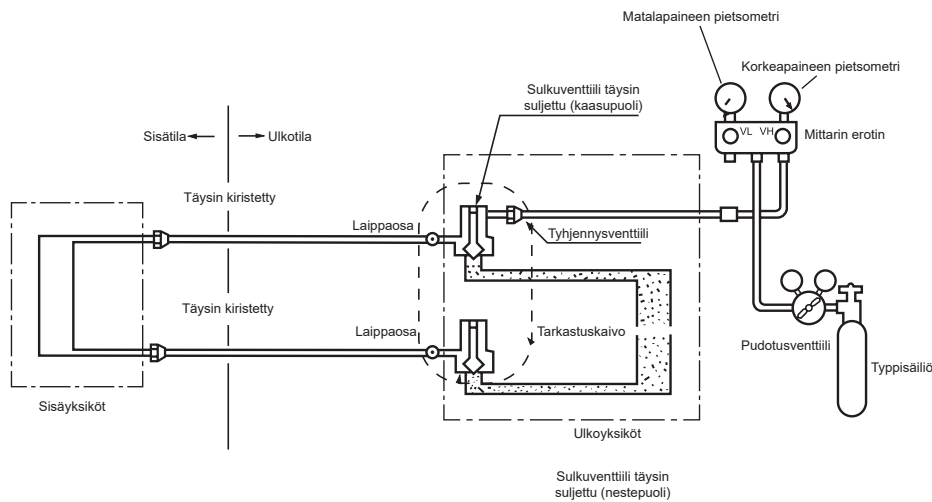 Matalapaineen pietsometri
Korkeapaineen pietsometri
Sulkuventtiili täysin
suljettu (kaasupuoli)
VL VH
Mittarin erotin
Sisätila
Ulkotila
Täysin kiristetty
Laippaosa
Tyhjennysventtiili
Täysin kiristetty
Laippaosa
Tarkastuskaivo
Pudotusventtiili
Typpisäiliö
Sisäyksiköt
Ulkoyksiköt
Sulkuventtiili täysin
suljettu (nestepuoli)